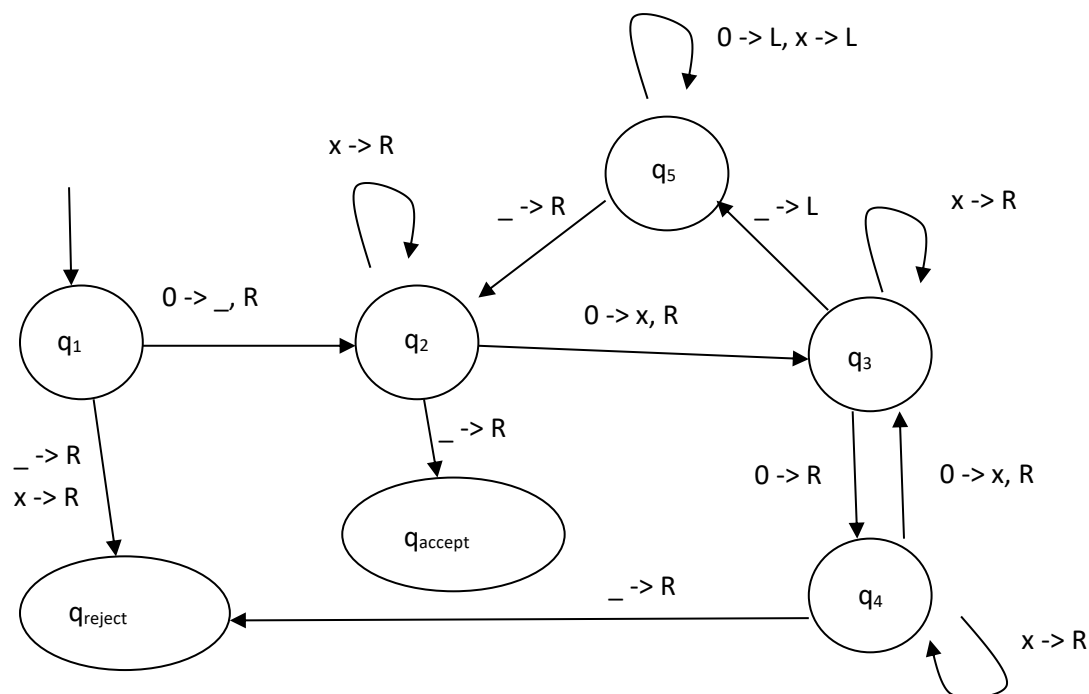 0 -> L, x -> L
x -> R
q5
_ -> R
_ -> L
x -> R
0 -> _, R
0 -> x, R
q1
q2
q3
_ -> R
x -> R
_ -> R
0 -> R
0 -> x, R
qaccept
_ -> R
q4
qreject
x -> R